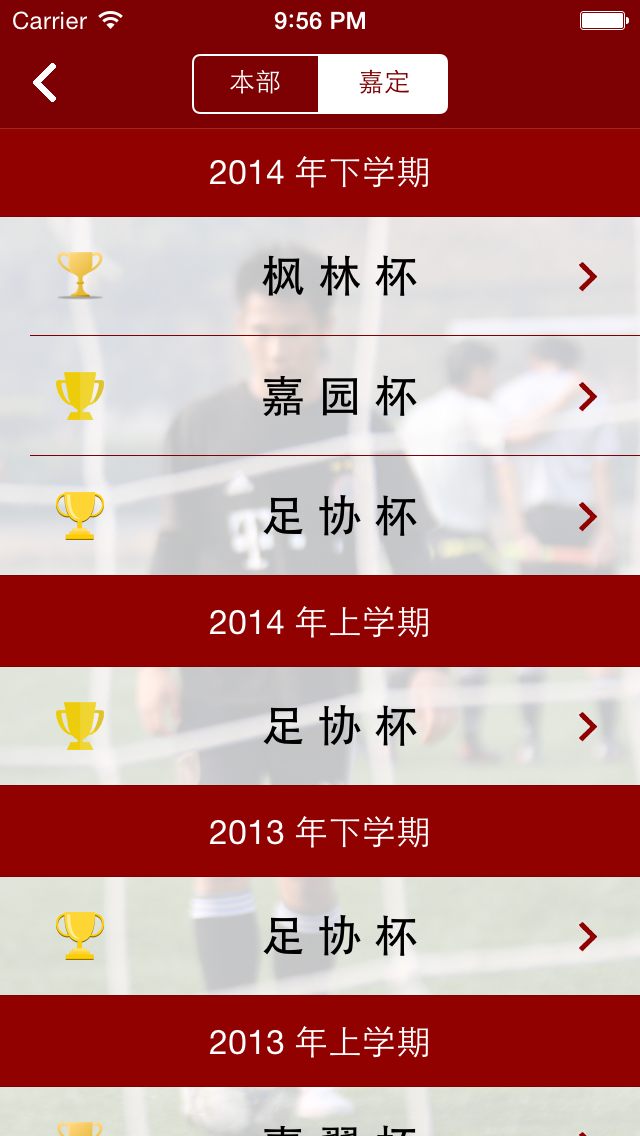 Carrier 9:56 PM
本部 嘉定
2014 年下学期
枫 林 杯
嘉 园 杯
足 协 杯
2014 年上学期
足 协 杯
2013 年下学期
足 协 杯
2013 年上学期